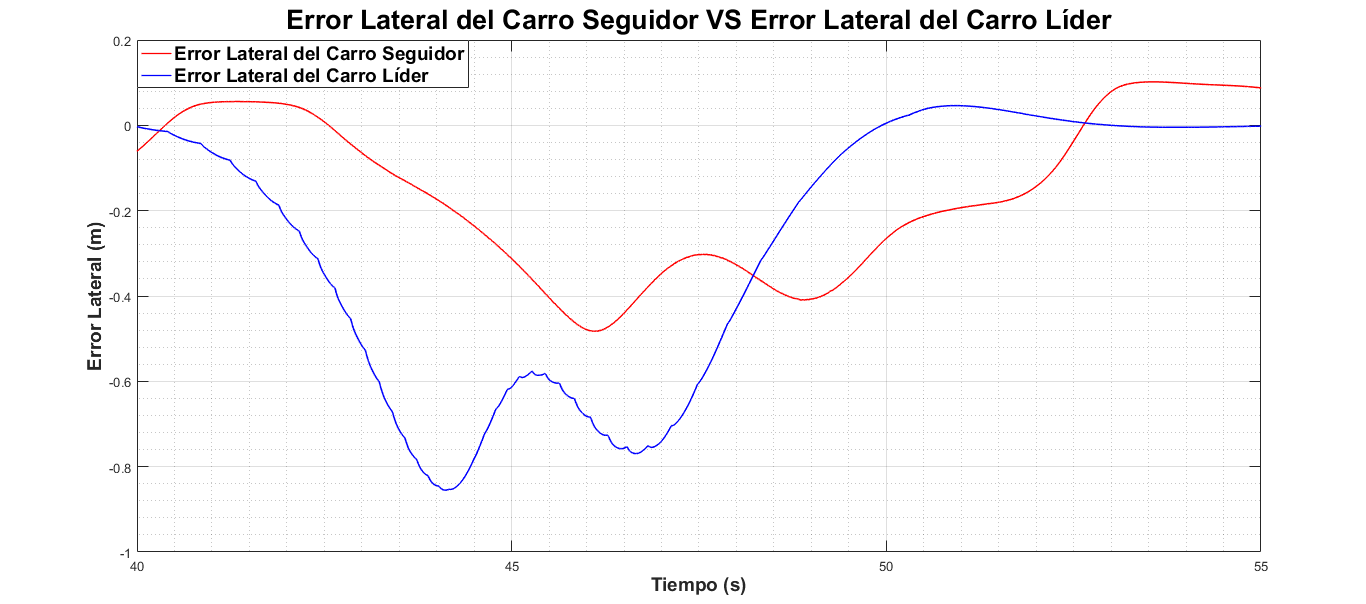 Error Lateral del Carro Seguidor VS Error Lateral del Carro Líder
Error Lateral del Carro Seguidor
Error Lateral del Carro Líder
0.2
0
-0.2
-0.4
-0.6
-0.8
-1
Error Lateral (m)
40
45
50
55
Tiempo (s)